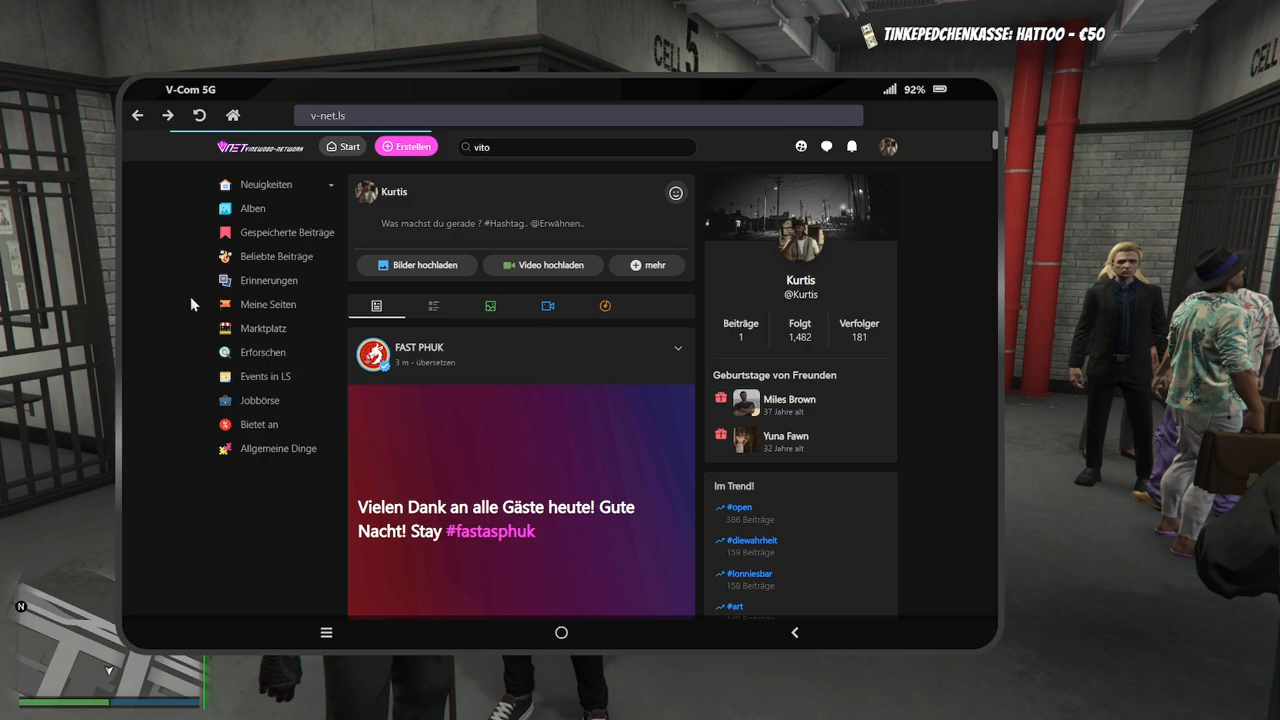 TINKEPEDCHENKASSE: HATTOO - €50
CELL 5
CELL
V-Com 5G
92%
v-net.ls
VNET VINEWOOD-NETWORK
Start
Erstellen
vito
Neuigkeiten
Alben
Gespeicherte Beiträge
Beliebte Beiträge
Erinnerungen
Meine Seiten
Marktplatz
Erforschen
Events in LS
Jobbörse
Bietet an
Allgemeine Dinge
Kurtis
Was machst du gerade ? #Hashtag.. @Erwähnen..
Bilder hochladen
Video hochladen
mehr
FAST PHUK
3 m - übersetzen
Vielen Dank an alle Gäste heute! Gute
Nacht! Stay #fastasphuk
Kurtis
@Kurtis
Beiträge
1
Folgt
1,482
Verfolger
181
Geburtstage von Freunden
Miles Brown
37 Jahre alt
Yuna Fawn
32 Jahre alt
Im Trend!
#open
386 Beiträge
#diewahrheit
159 Beiträge
#lonniesbar
158 Beiträge
#art
N